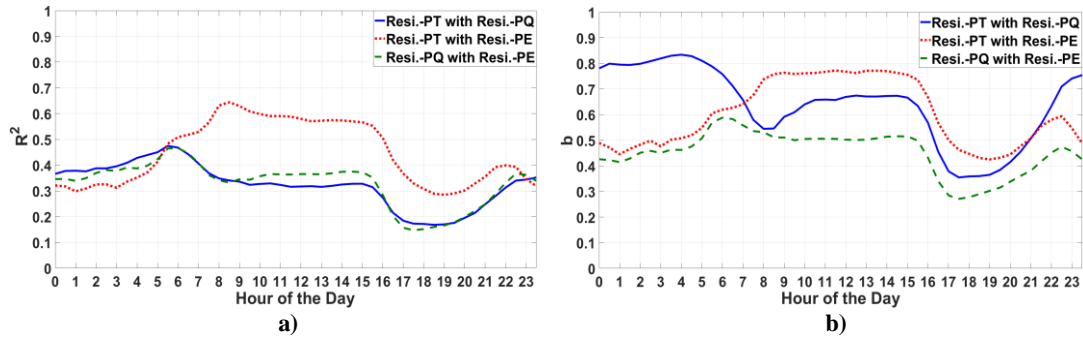 1
0.9
0.8
0.7
0.6
0.5
0.4
0.3
0.2
0.1
0
R²
Resi.-PT with Resi.-PQ
Resi.-PT with Resi.-PE
Resi.-PQ with Resi.-PE
0 1 2 3 4 5 6 7 8 9 10 11 12 13 14 15 16 17 18 19 20 21 22 23
Hour of the Day
a)
1
0.9
0.8
0.7
0.6
0.5
0.4
0.3
0.2
0.1
0
b
Resi.-PT with Resi.-PQ
Resi.-PT with Resi.-PE
Resi.-PQ with Resi.-PE
0 1 2 3 4 5 6 7 8 9 10 11 12 13 14 15 16 17 18 19 20 21 22 23
Hour of the Day
b)